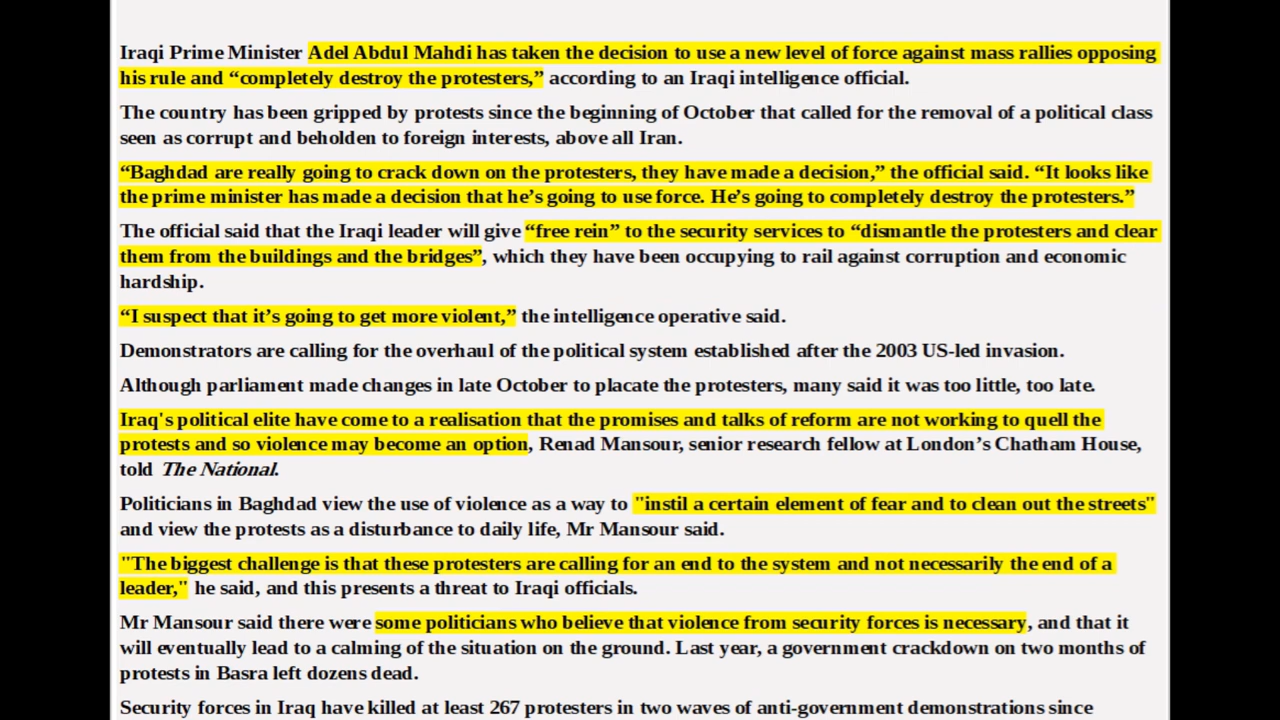 Iraqi Prime Minister Adel Abdul Mahdi has taken the decision to use a new level of force against mass rallies opposing
his rule and “completely destroy the protesters,” according to an Iraqi intelligence official.
The country has been gripped by protests since the beginning of October that called for the removal of a political class
seen as corrupt and beholden to foreign interests, above all Iran.
“Baghdad are really going to crack down on the protesters, they have made a decision,” the official said. “It looks like
the prime minister has made a decision that he’s going to use force. He’s going to completely destroy the protesters.”
The official said that the Iraqi leader will give “free rein” to the security services to “dismantle the protesters and clear
them from the buildings and the bridges”, which they have been occupying to rail against corruption and economic
hardship.
“I suspect that it’s going to get more violent,” the intelligence operative said.
Demonstrators are calling for the overhaul of the political system established after the 2003 US-led invasion.
Although parliament made changes in late October to placate the protesters, many said it was too little, too late.
Iraq's political elite have come to a realisation that the promises and talks of reform are not working to quell the
protests and so violence may become an option, Renad Mansour, senior research fellow at London’s Chatham House,
told The National.
Politicians in Baghdad view the use of violence as a way to "instil a certain element of fear and to clean out the streets"
and view the protests as a disturbance to daily life, Mr Mansour said.
"The biggest challenge is that these protesters are calling for an end to the system and not necessarily the end of a
leader," he said, and this presents a threat to Iraqi officials.
Mr Mansour said there were some politicians who believe that violence from security forces is necessary, and that it
will eventually lead to a calming of the situation on the ground. Last year, a government crackdown on two months of
protests in Basra left dozens dead.
Security forces in Iraq have killed at least 267 protesters in two waves of anti-government demonstrations since